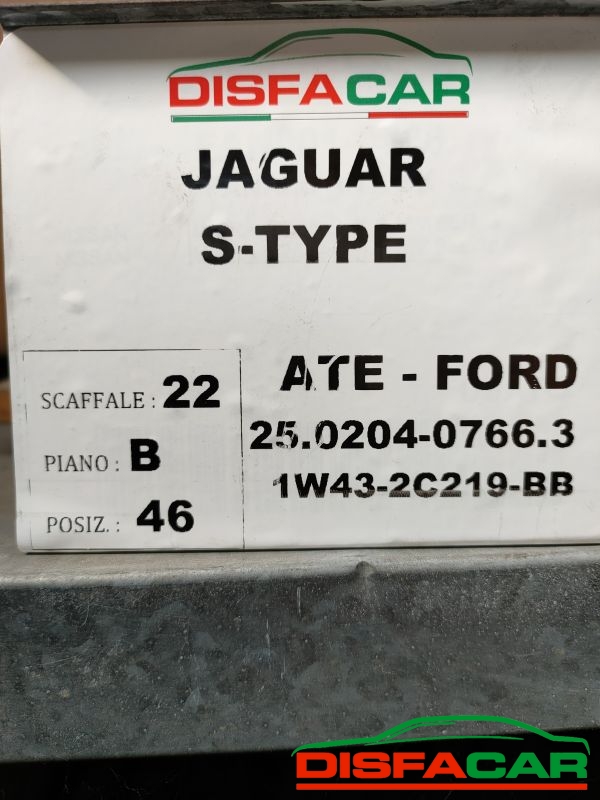 DISFACAR
JAGUAR
S-TYPE
SCAFFALE : 22
PIANO : B
POSIZ. : 46
ATE - FORD
25.0204-0766.3
1W43-2C219-BB
DISFACAR